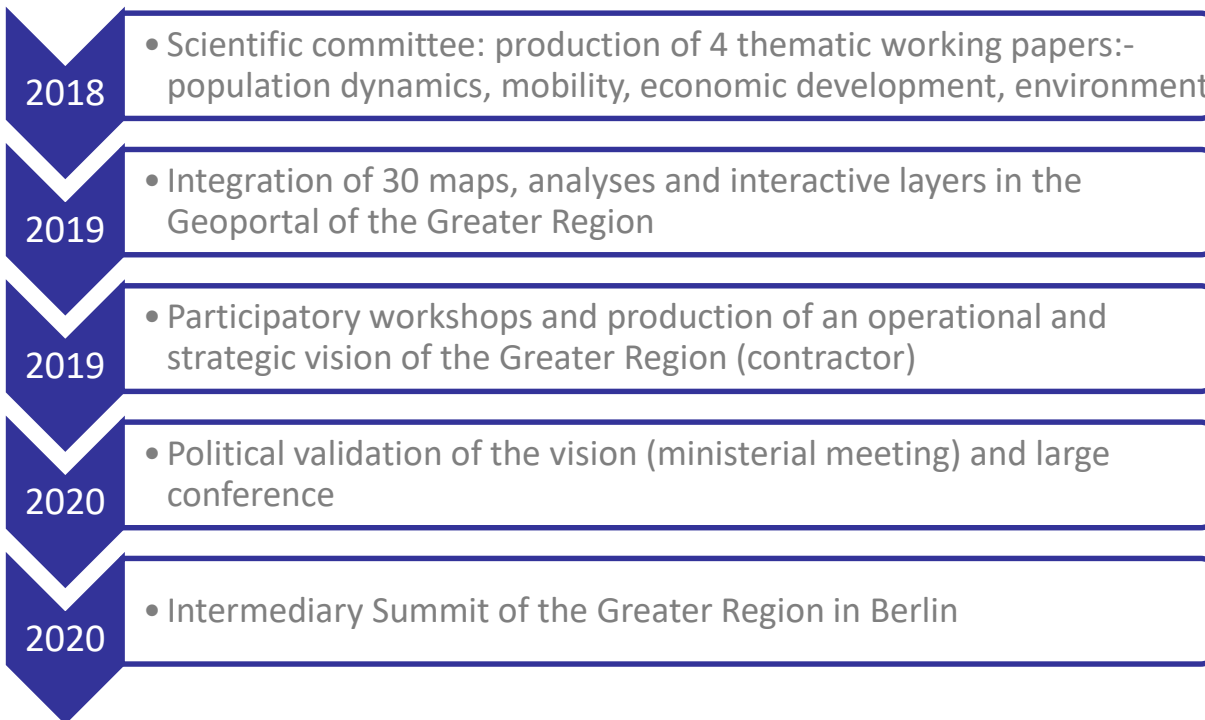 2018
• Scientific committee: production of 4 thematic working papers:-
population dynamics, mobility, economic development, environment
2019
• Integration of 30 maps, analyses and interactive layers in the
Geoportal of the Greater Region
2019
• Participatory workshops and production of an operational and
strategic vision of the Greater Region (contractor)
2020
• Political validation of the vision (ministerial meeting) and large
conference
2020
• Intermediary Summit of the Greater Region in Berlin